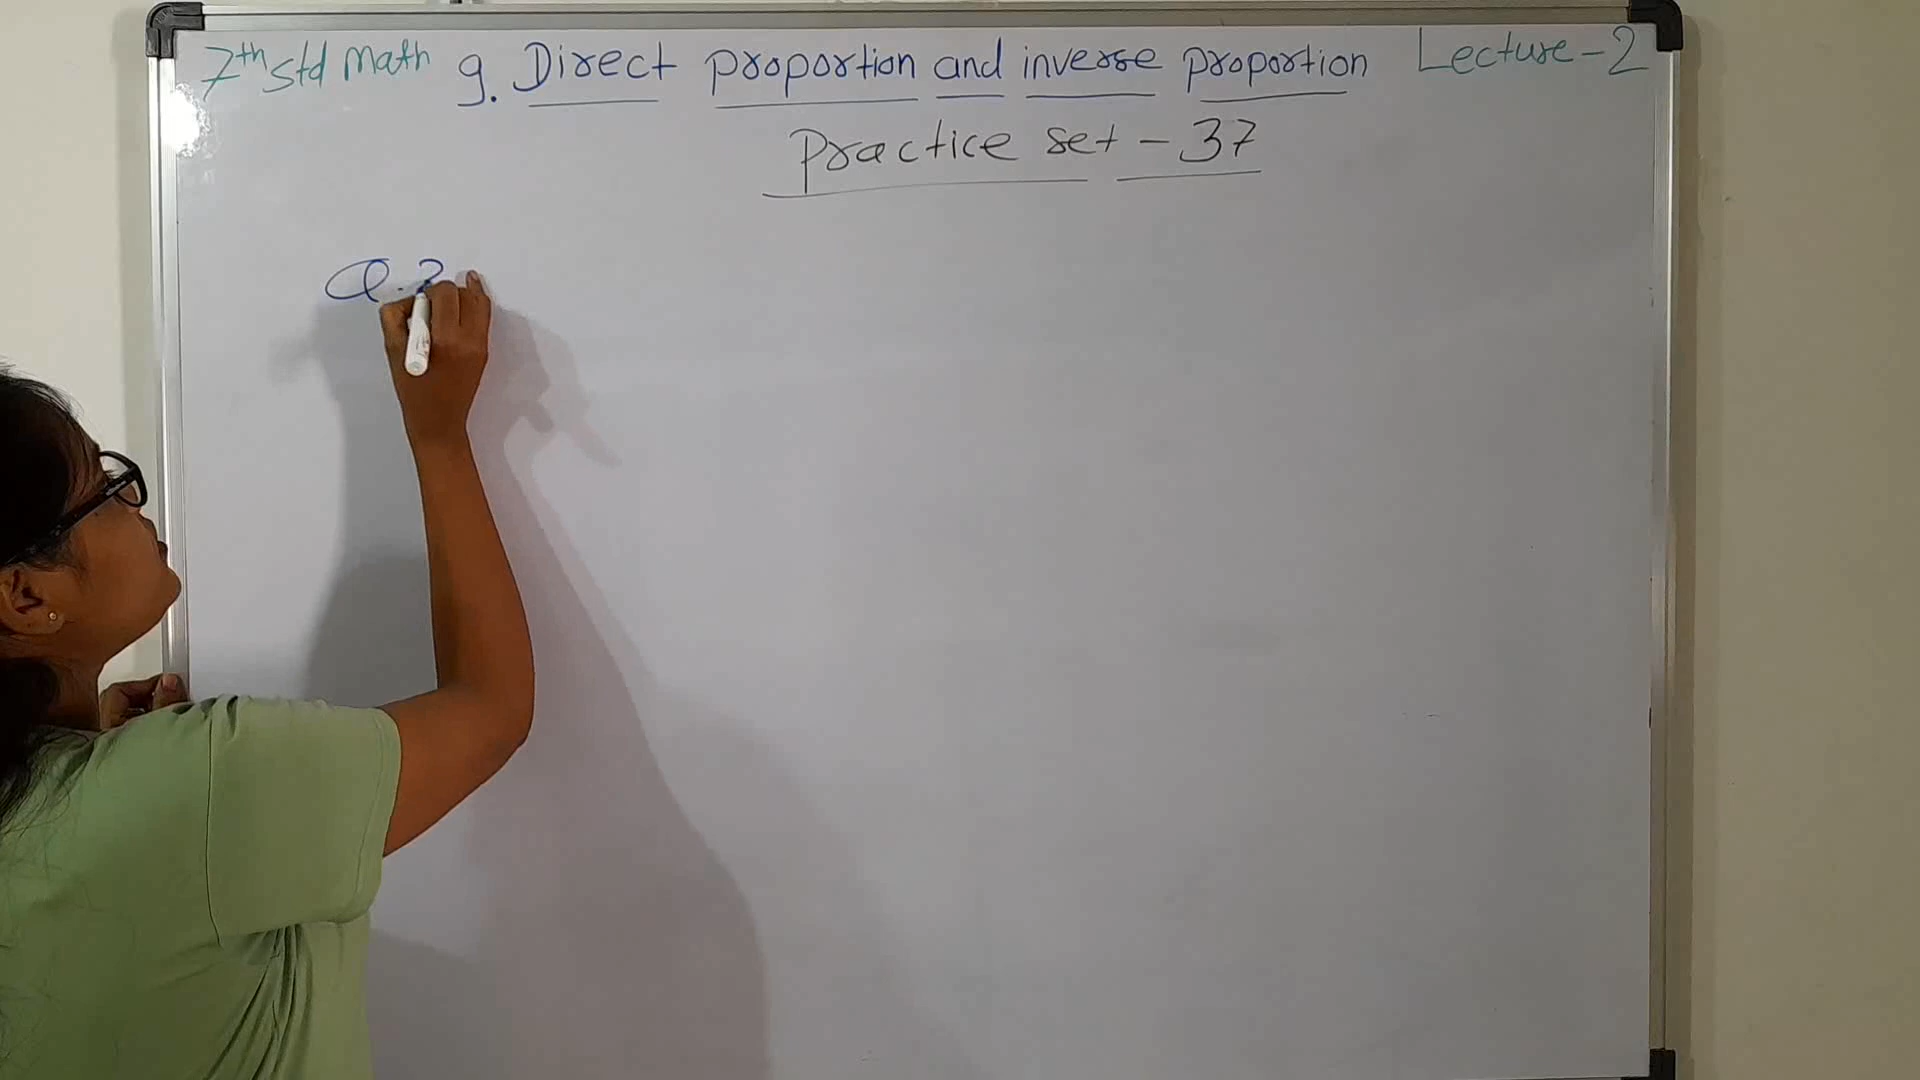 7th std Math 9. Direct proportion and inverse proportion Lecture-2
Practice set - 37
Q.